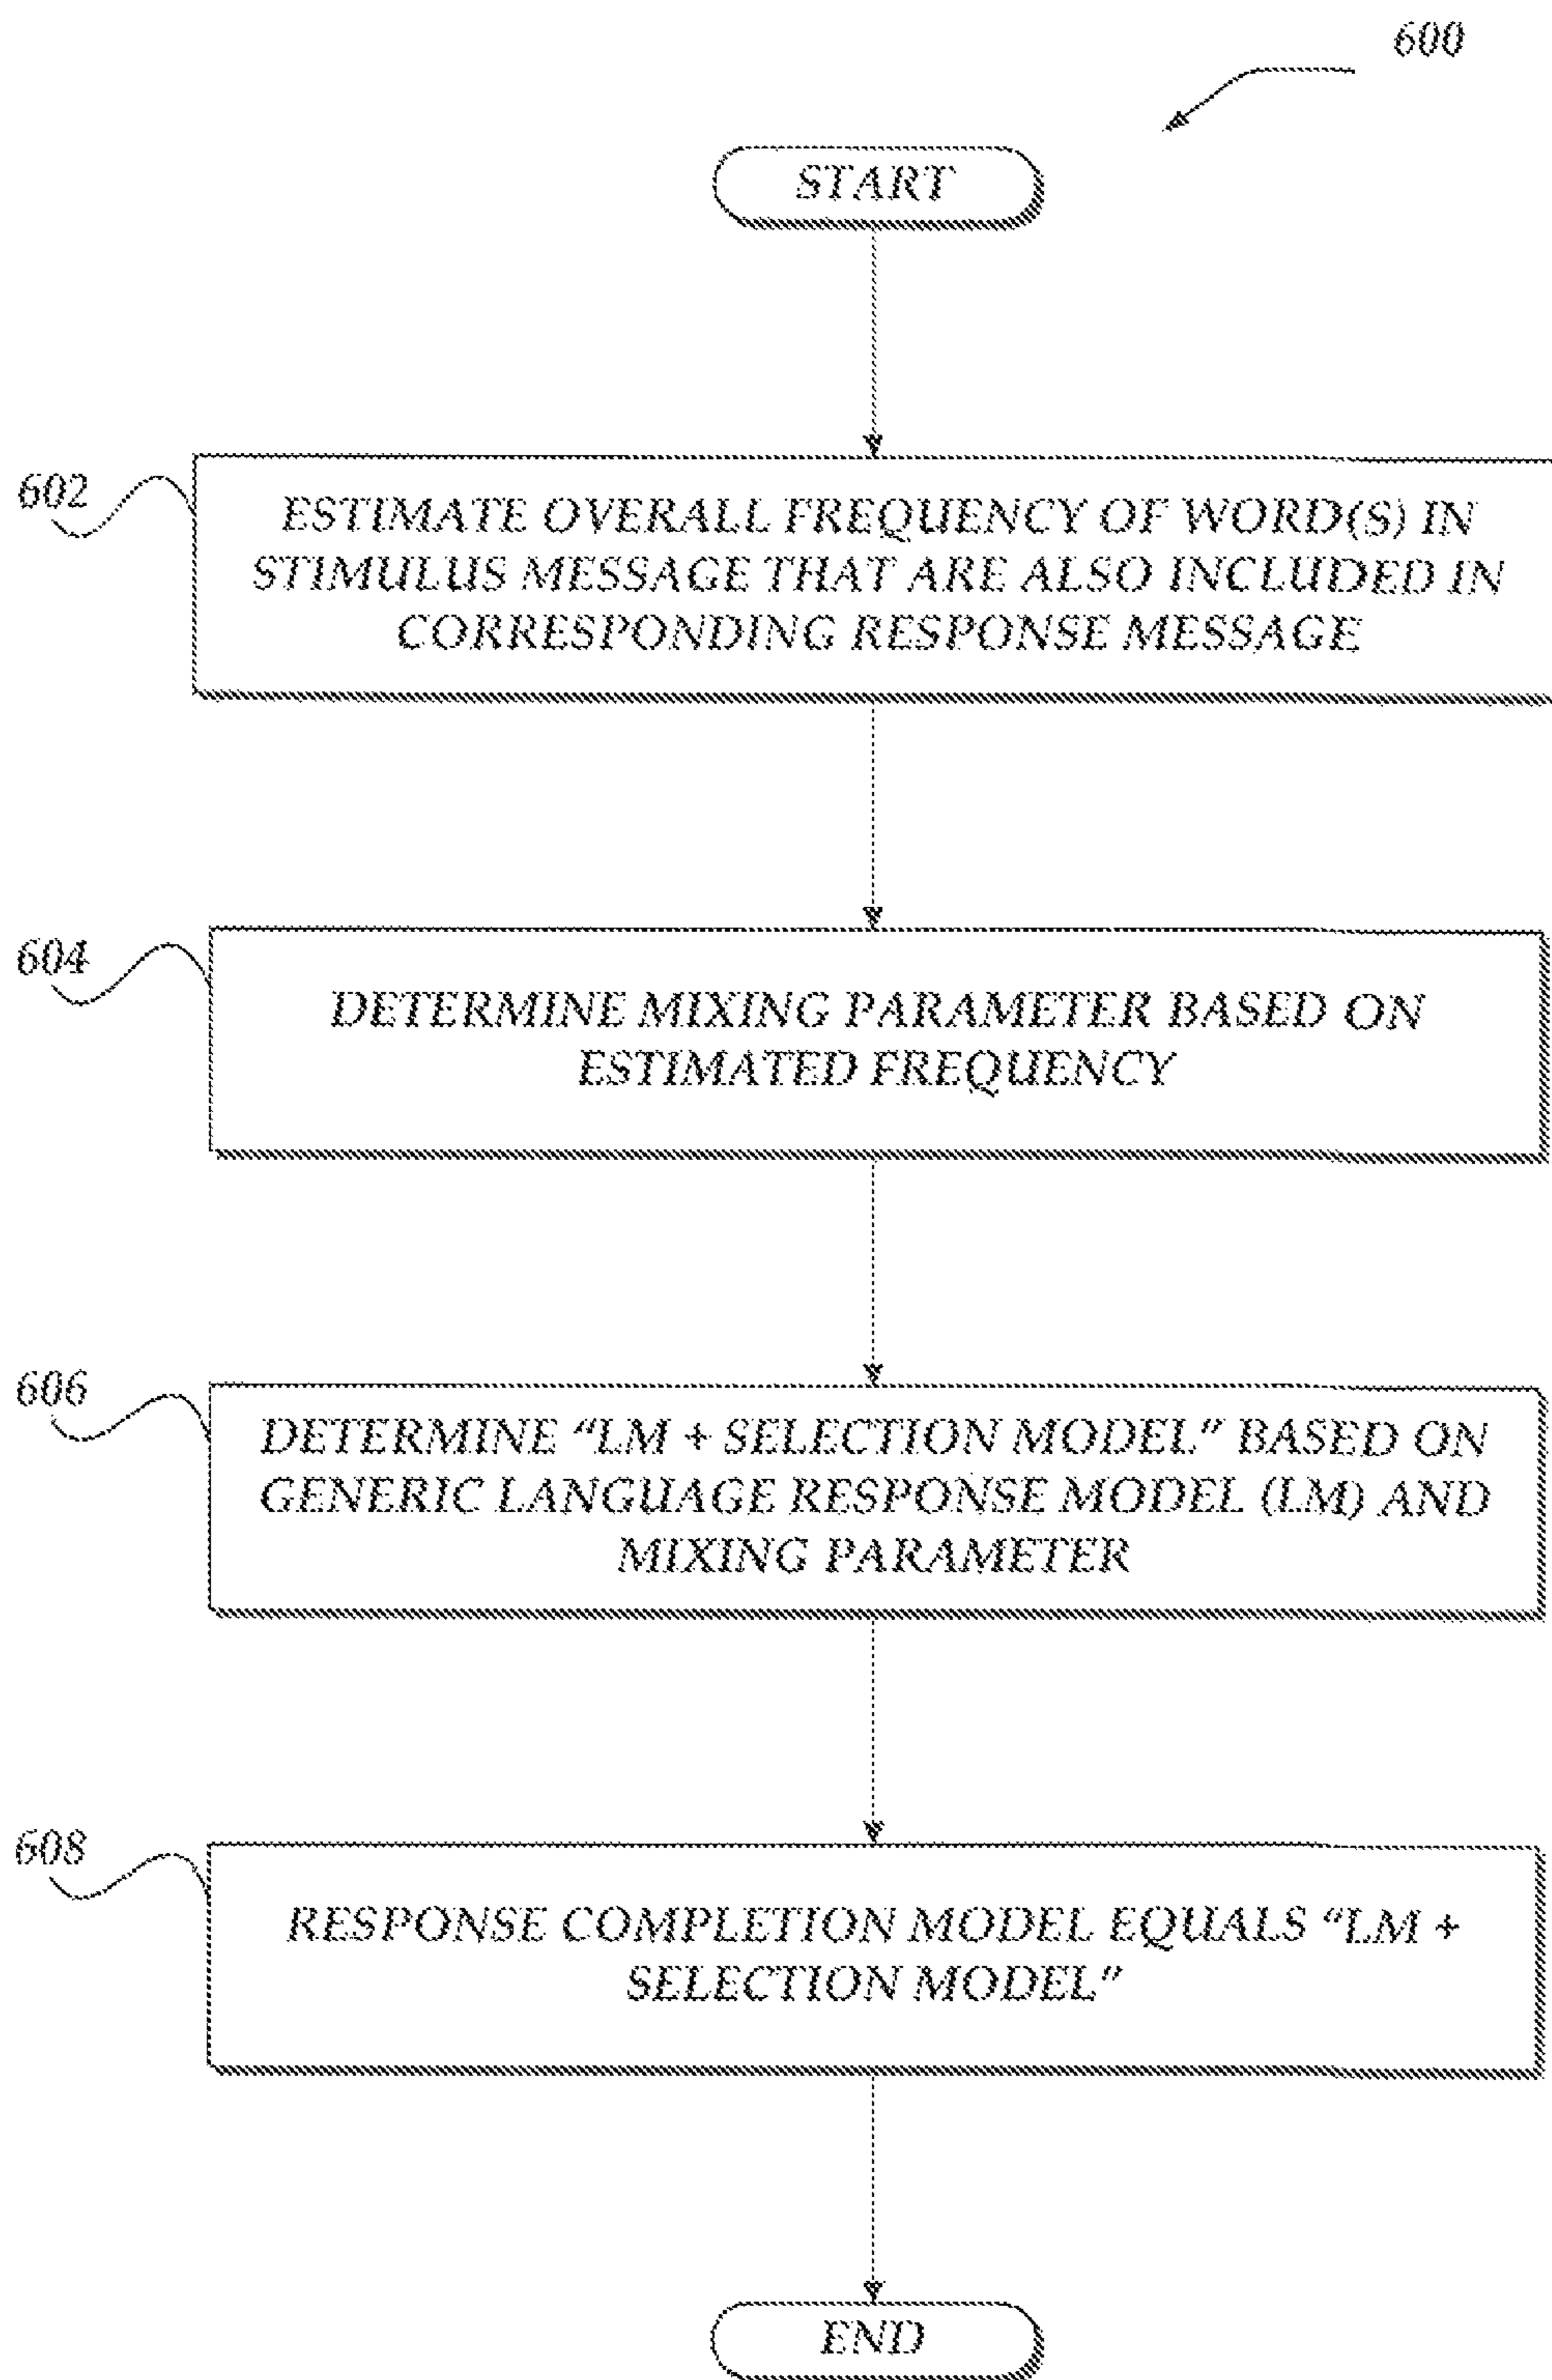 600
START
602
ESTIMATE OVERALL FREQUENCY OF WORD(S) IN
STIMULUS MESSAGE THAT ARE ALSO INCLUDED IN
CORRESPONDING RESPONSE MESSAGE
604
DETERMINE MIXING PARAMETER BASED ON
ESTIMATED FREQUENCY
606
DETERMINE “LM + SELECTION MODEL” BASED ON
GENERIC LANGUAGE RESPONSE MODEL (LM) AND
MIXING PARAMETER
608
RESPONSE COMPLETION MODEL EQUALS “LM +
SELECTION MODEL”
END